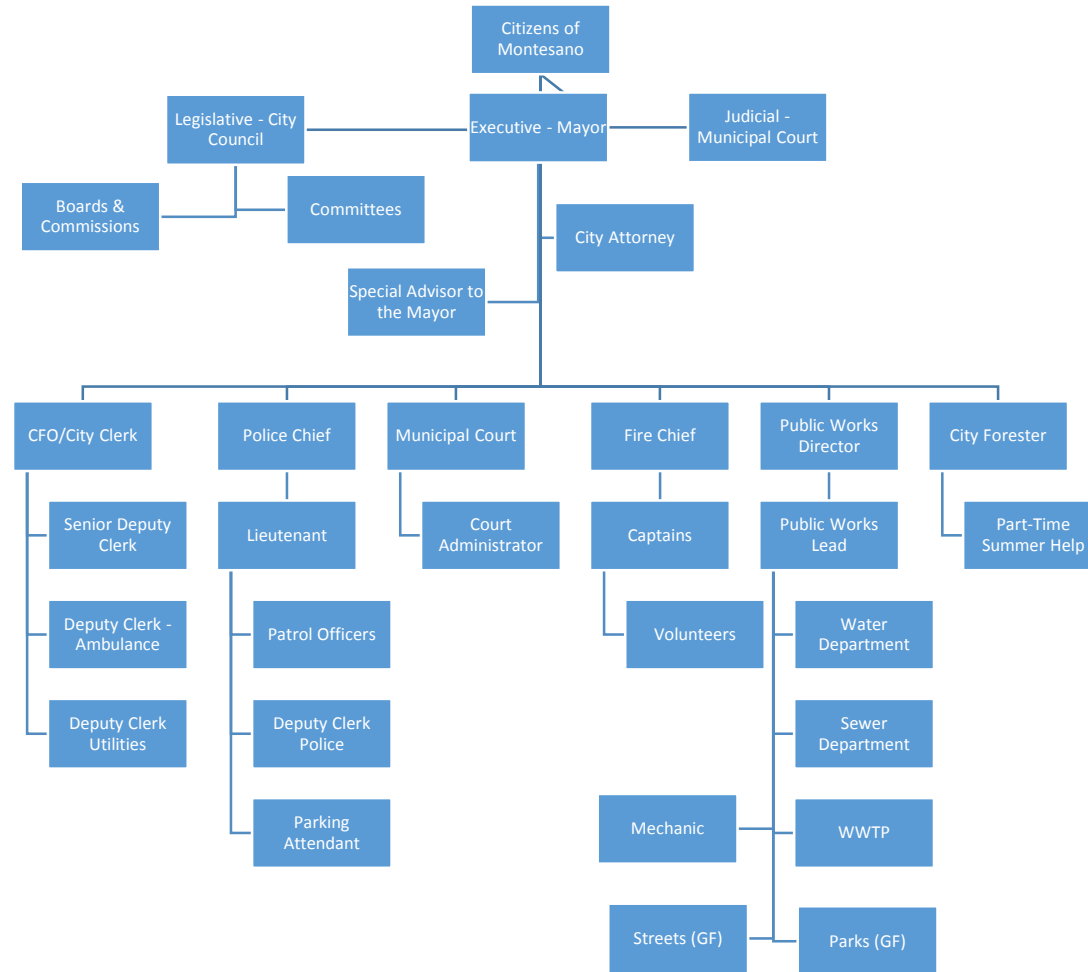 Citizens of
Montesano
Legislative - City
Council
Executive - Mayor
Judicial -
Municipal Court
Boards &
Commissions
Committees
City Attorney
Special Advisor to
the Mayor
CFO/City Clerk
Police Chief
Municipal Court
Fire Chief
Public Works
Director
City Forester
Senior Deputy
Clerk
Lieutenant
Court
Administrator
Captains
Public Works
Lead
Part-Time
Summer Help
Deputy Clerk -
Ambulance
Patrol Officers
Volunteers
Water
Department
Deputy Clerk
Utilities
Deputy Clerk
Police
Sewer
Department
Parking
Attendant
Mechanic
WWTP
Streets (GF)
Parks (GF)